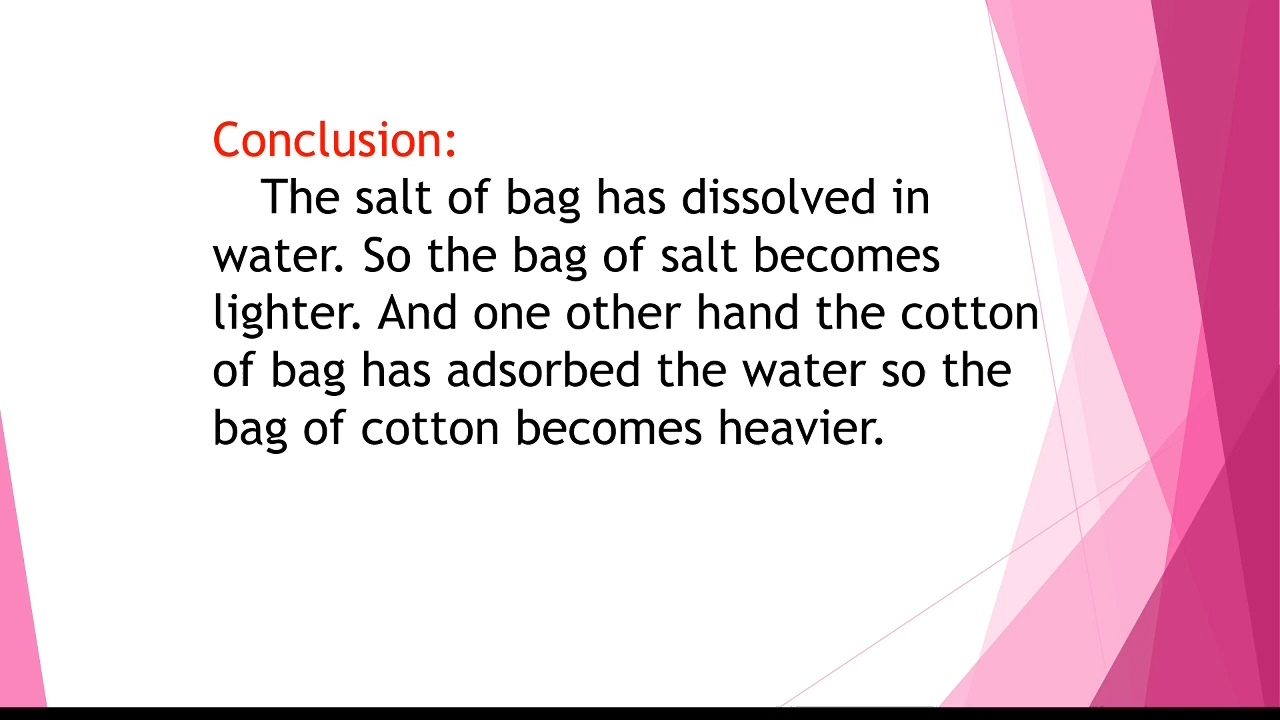 Conclusion:
The salt of bag has dissolved in
water. So the bag of salt becomes
lighter. And one other hand the cotton
of bag has adsorbed the water so the
bag of cotton becomes heavier.